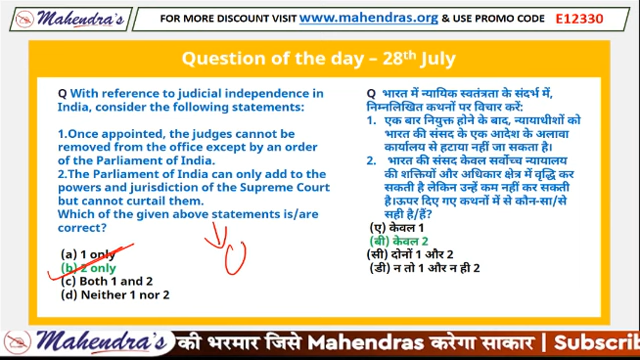 Mahendra's
FOR MORE DISCOUNT VISIT www.mahendras.org & USE PROMO CODE E12330
Question of the day – 28th July
Q With reference to judicial independence in
India, consider the following statements:
1.Once appointed, the judges cannot be
removed from the office except by an order
of the Parliament of India.
2.The Parliament of India can only add to the
powers and jurisdiction of the Supreme Court
but cannot curtail them.
Which of the given above statements is/are
correct?
(a) 1 only
(b) 2 only
(c) Both 1 and 2
(d) Neither 1 nor 2
Q भारत में न्यायिक स्वतंत्रता के संदर्भ में,
निम्नलिखित कथनों पर विचार करें:
1. एक बार नियुक्त होने के बाद, न्यायाधीशों को
भारत की संसद के एक आदेश के अलावा
कार्यालय से हटाया नहीं जा सकता है।
2. भारत की संसद केवल सर्वोच्च न्यायालय
की शक्तियों और अधिकार क्षेत्र में वृद्धि कर
सकती है लेकिन उन्हें कम नहीं कर सकती
है।ऊपर दिए गए कथनों में से कौन-सा/से
सही है/हैं?
(ए) केवल 1
(बी) केवल 2
(सी) दोनों 1 और 2
(डी) न तो 1 और न ही 2
Mahendra's की भरमार जिसे Mahendras करेगा साकार | Subscri